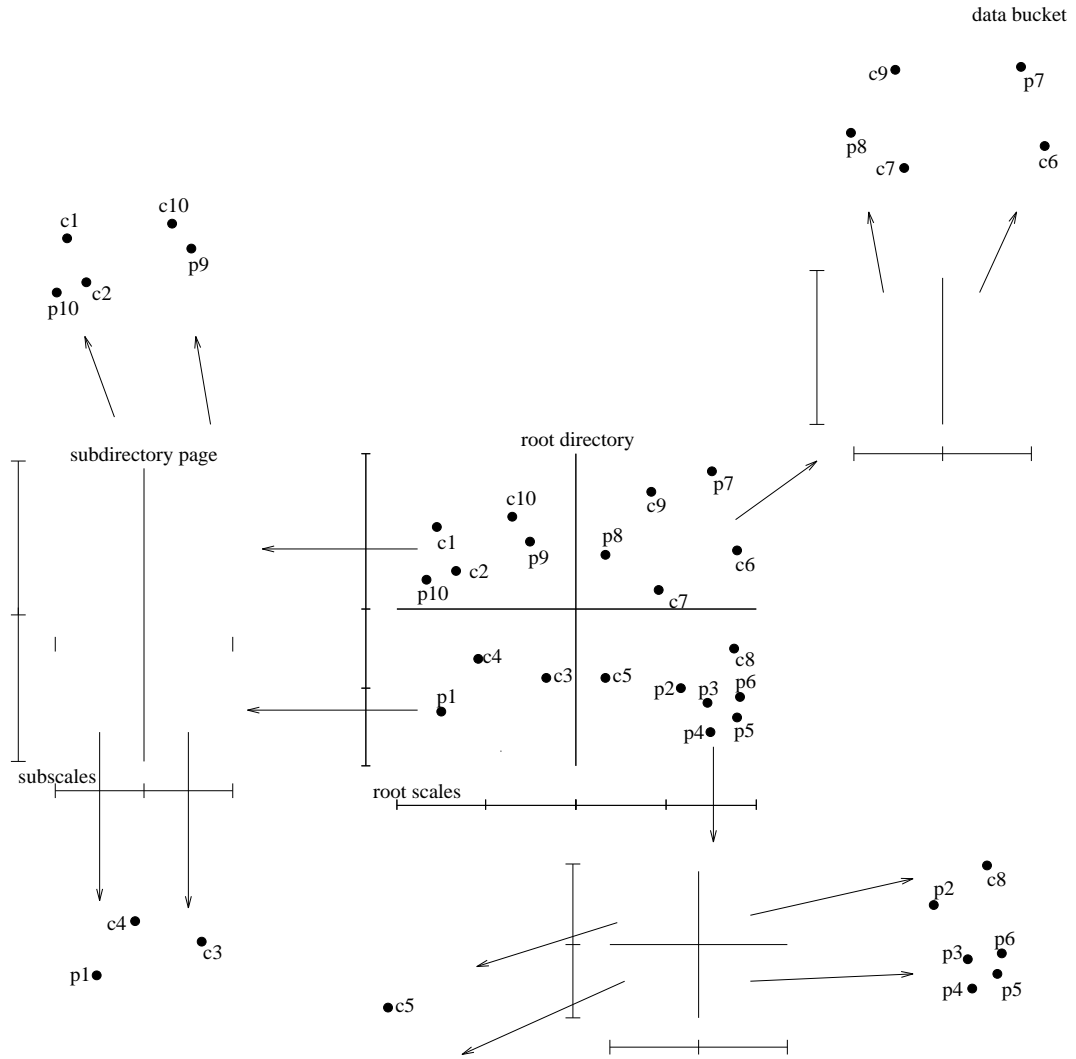 data bucket
c9
p7
p8
c7
c6
c10
c1
p9
c2
p10
root directory
subdirectory page
p7
c10
c9
c1
p8
p9
c6
c2
p10
c7
c4
c8
c3
c5
p2
p3
p6
p1
p4
p5
subscales
root scales
c8
p2
c4
c3
p6
p3
p1
p4
p5
c5